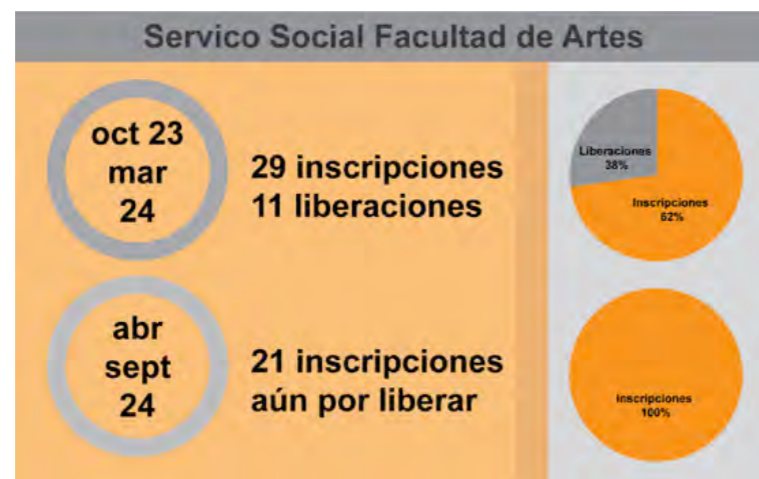 Servico Social Facultad de Artes
oct 23
mar
24
29 inscripciones
11 liberaciones
Liberaciones
38%
Inscripciones
62%
abr
sept
24
21 inscripciones
aún por liberar
Inscripciones
100%